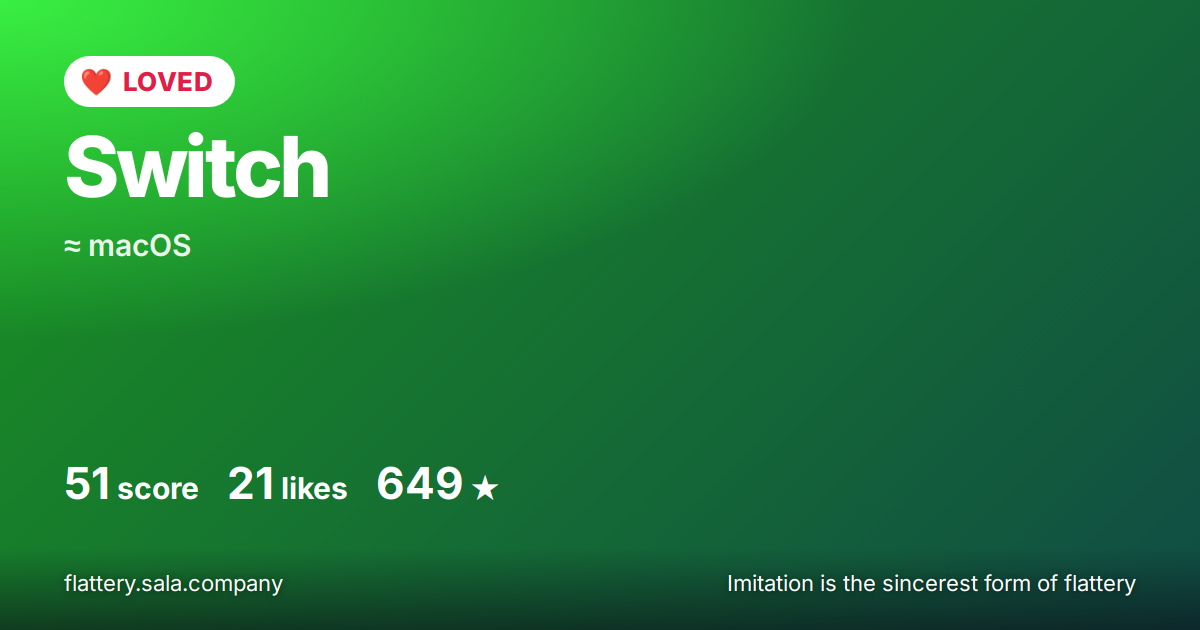 ❤️ LOVED
Switch
≈ macOS
51 score 21 likes 649 ★
flattery.sala.company
Imitation is the sincerest form of flattery